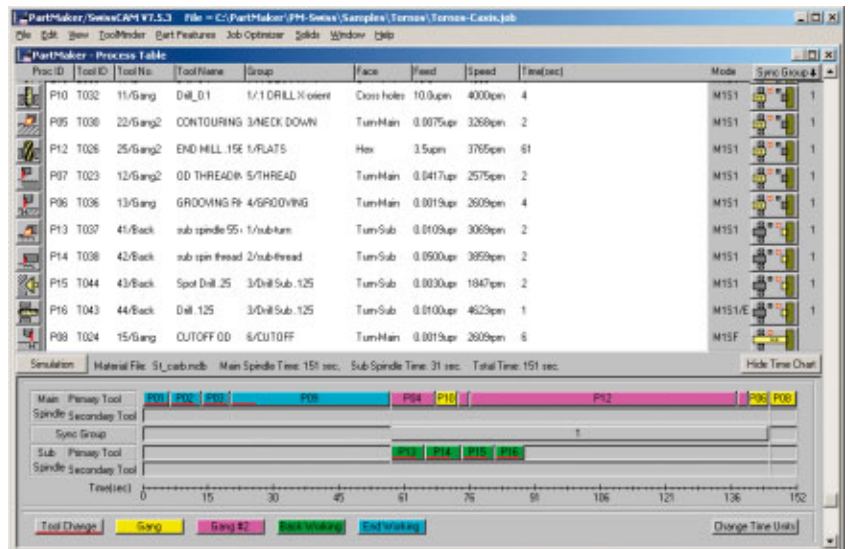 PartMaker/SwissCAM V7.5.3 File = C:\PartMaker\PM-Swiss\Samples\Tornos\Tornos-Caxis.job
File Edit View ToolMinder Part Features Job Optimizer Solids Window Help
PartMaker - Process Table
Proc ID Tool ID Tool No. Tool Name Group Face Feed Speed Time(sec) Mode Sync Group
P10 T032 11/Gang Drill_0.1 1/.1 DRILL X-orient Cross holes 10.0upm 4000rpm 4 M1S1 1
P05 T030 22/Gang2 CONTOURING 3/NECK DOWN Turn-Main 0.0075upr 3268rpm 2 M1S1 1
P12 T026 25/Gang2 END MILL .156 1/FLATS Hex 3.5upm 3765rpm 61 M1S1 1
P07 T023 12/Gang2 OD THREADIN 5/THREAD Turn-Main 0.0417upr 2575rpm 2 M1S1 1
P06 T036 13/Gang GROOVING RH 4/GROOVING Turn-Main 0.0019upr 2609rpm 4 M1S1 1
P13 T037 41/Back sub spindle 55 1/sub-turn Turn-Sub 0.0109upr 3069rpm 2 M1S1 1
P14 T038 42/Back sub spin thread 2/sub-thread Turn-Sub 0.0500upr 3859rpm 2 M1S1 1
P15 T044 43/Back Spot Drill .25 3/Drill Sub .125 Turn-Sub 0.0030upr 1847rpm 2 M1S1 1
P16 T043 44/Back Drill .125 3/Drill Sub .125 Turn-Sub 0.0100upr 4623rpm 1 M1S1/E 1
P08 T024 15/Gang CUTOFF OD 6/CUTOFF Turn-Main 0.0019upr 2609rpm 6 M1SF
Simulation Material File: St_carb.mdb Main Spindle Time: 151 sec, Sub Spindle Time: 31 sec. Total Time: 151 sec. Hide Time Chart
Main Spindle Primary Tool P01 P02 P03 P09 P04 P10 P12 P06 P08
Secondary Tool
Sync Group 1
Sub Spindle Primary Tool P13 P14 P15 P16
Secondary Tool
Time(sec) 0 15 30 45 61 76 91 106 121 136 152
Tool Change Gang Gang #2 Back Working End Working Change Time Units